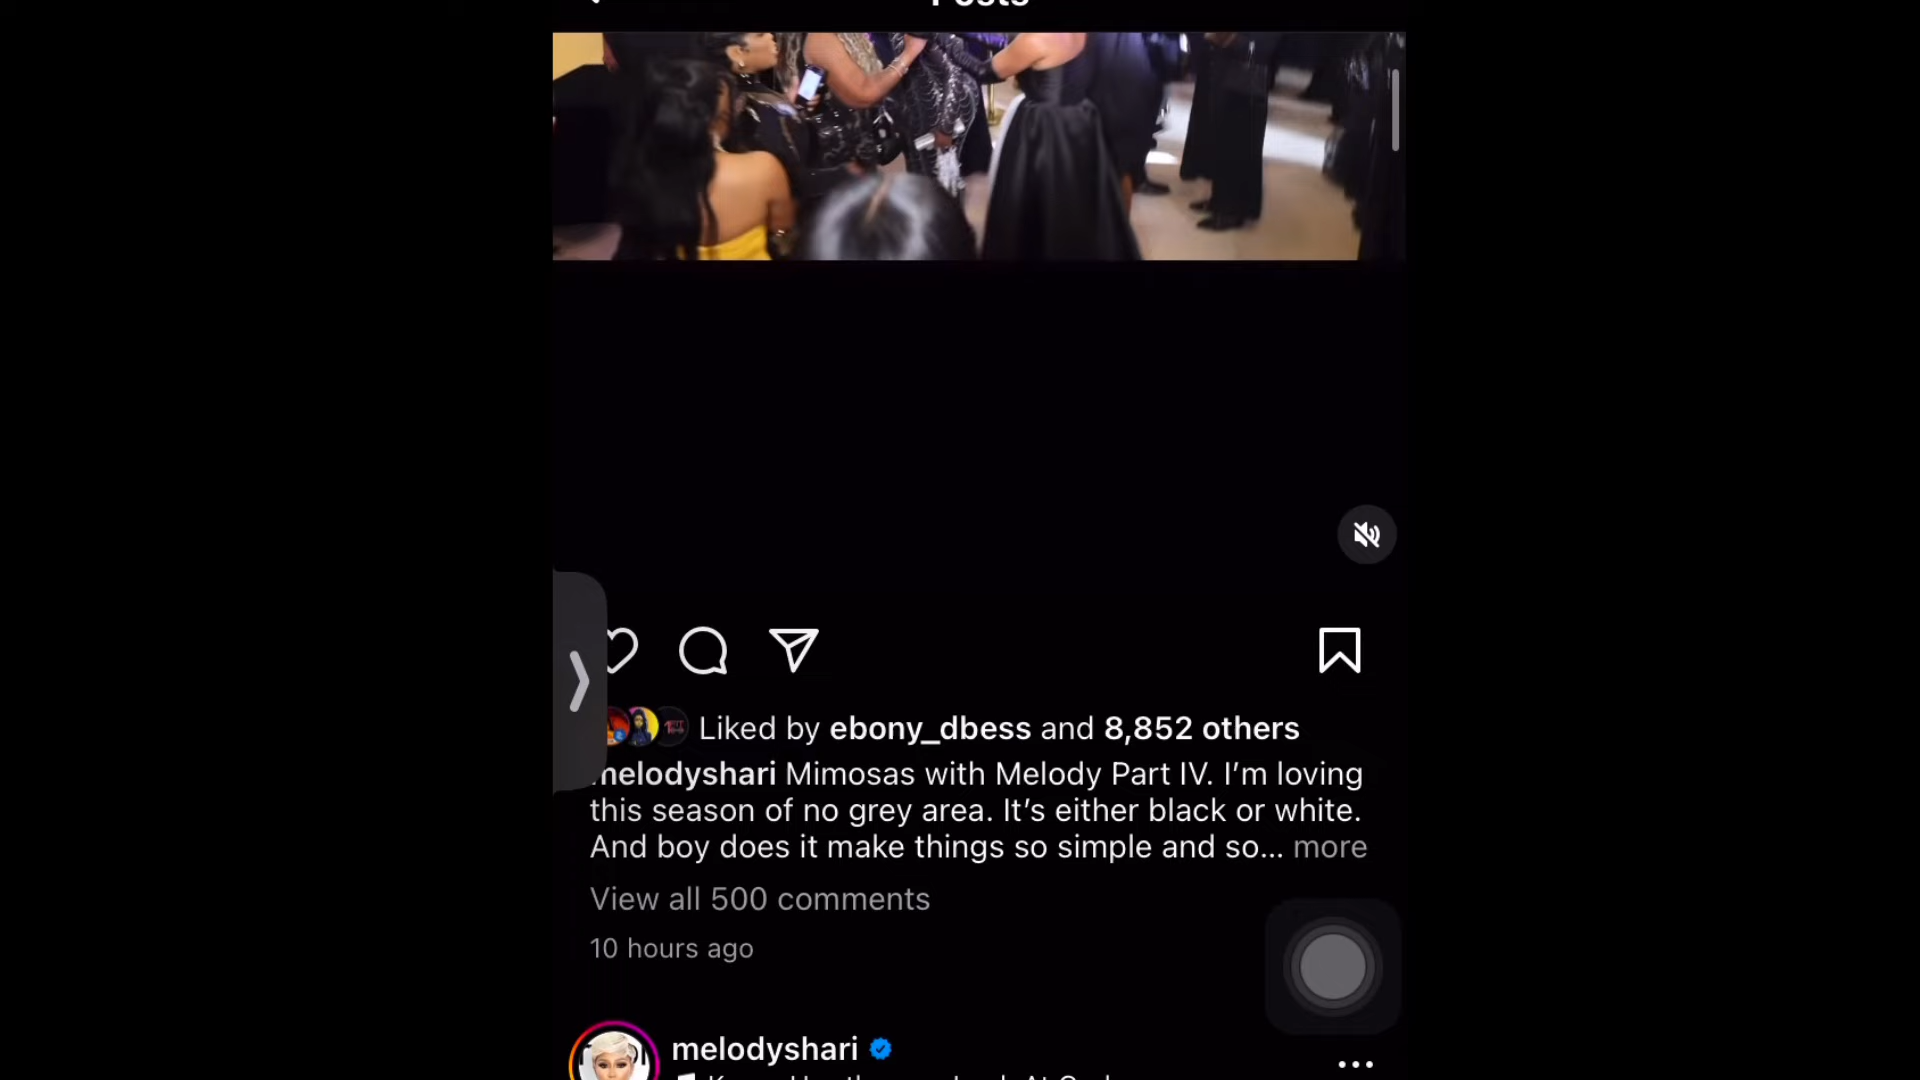 Posts
Liked by ebony_dbess and 8,852 others
melodyshari Mimosas with Melody Part IV. I'm loving
this season of no grey area. It's either black or white.
And boy does it make things so simple and so... more
View all 500 comments
10 hours ago
melodyshari